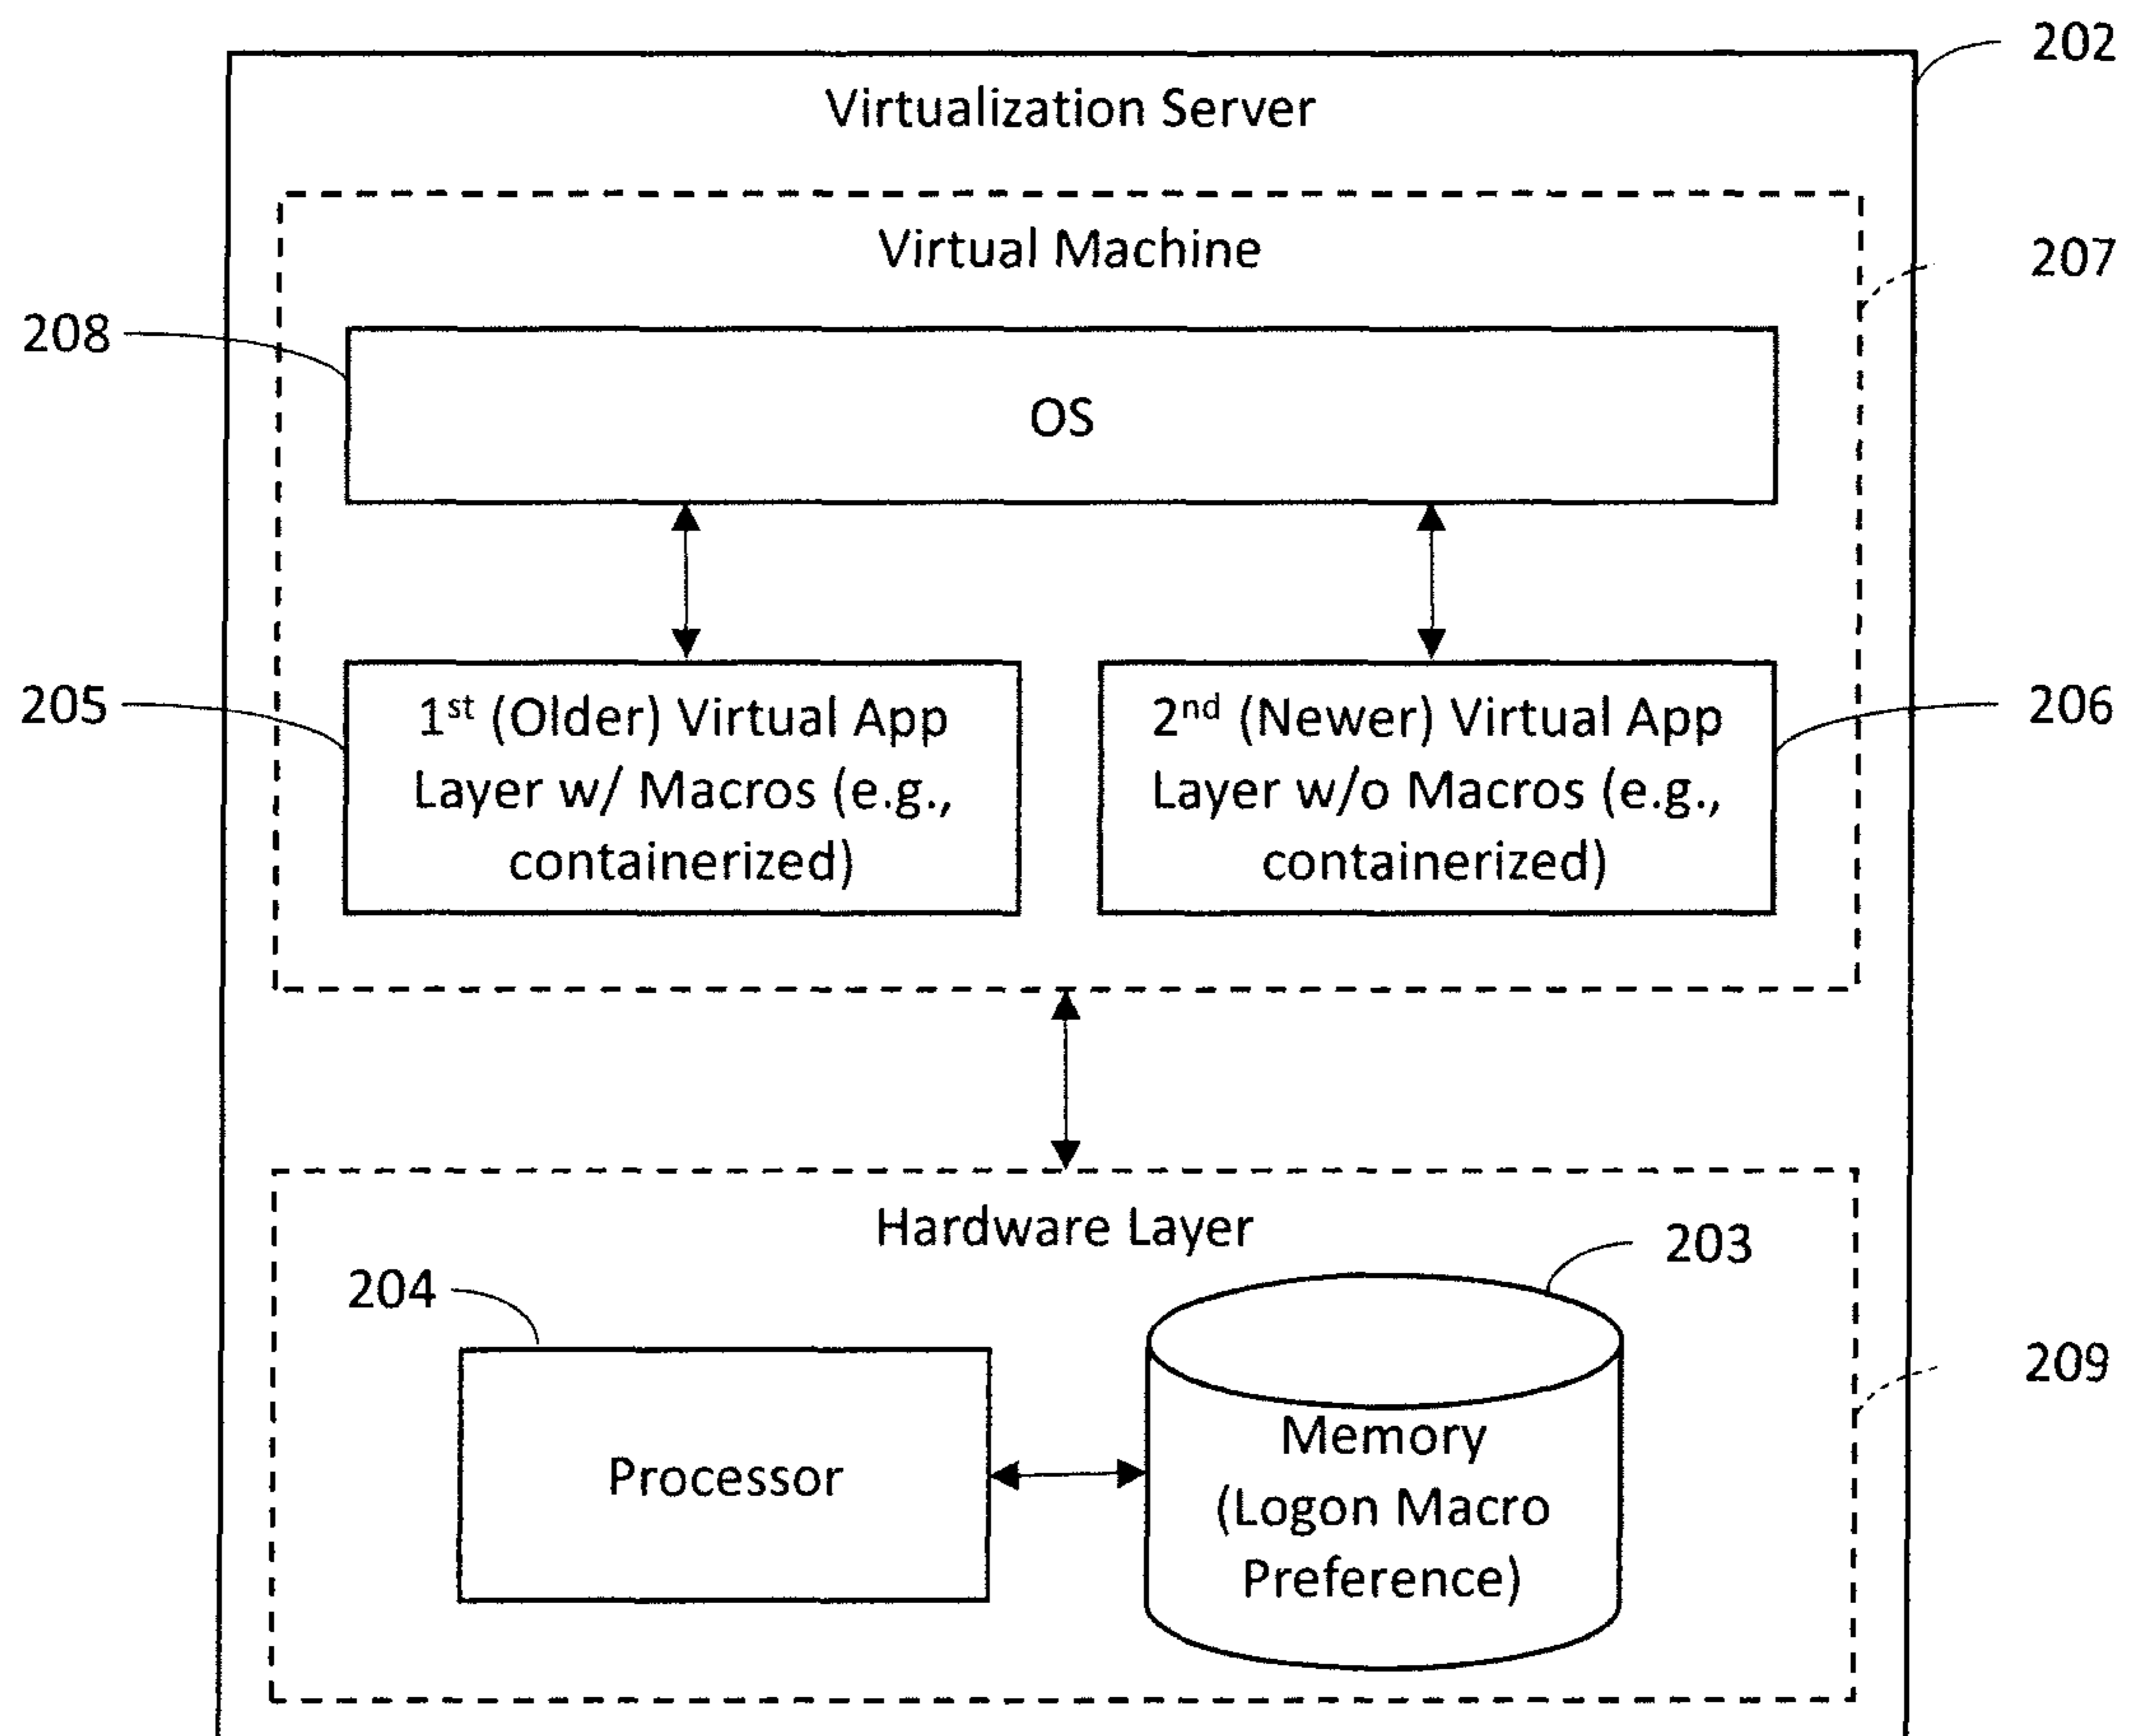 202
Virtualization Server
Virtual Machine
207
208
OS
205
1st (Older) Virtual App
Layer w/ Macros (e.g.,
containerized)
2nd (Newer) Virtual App
Layer w/o Macros (e.g.,
containerized)
206
Hardware Layer
203
204
209
Processor
Memory
(Logon Macro
Preference)